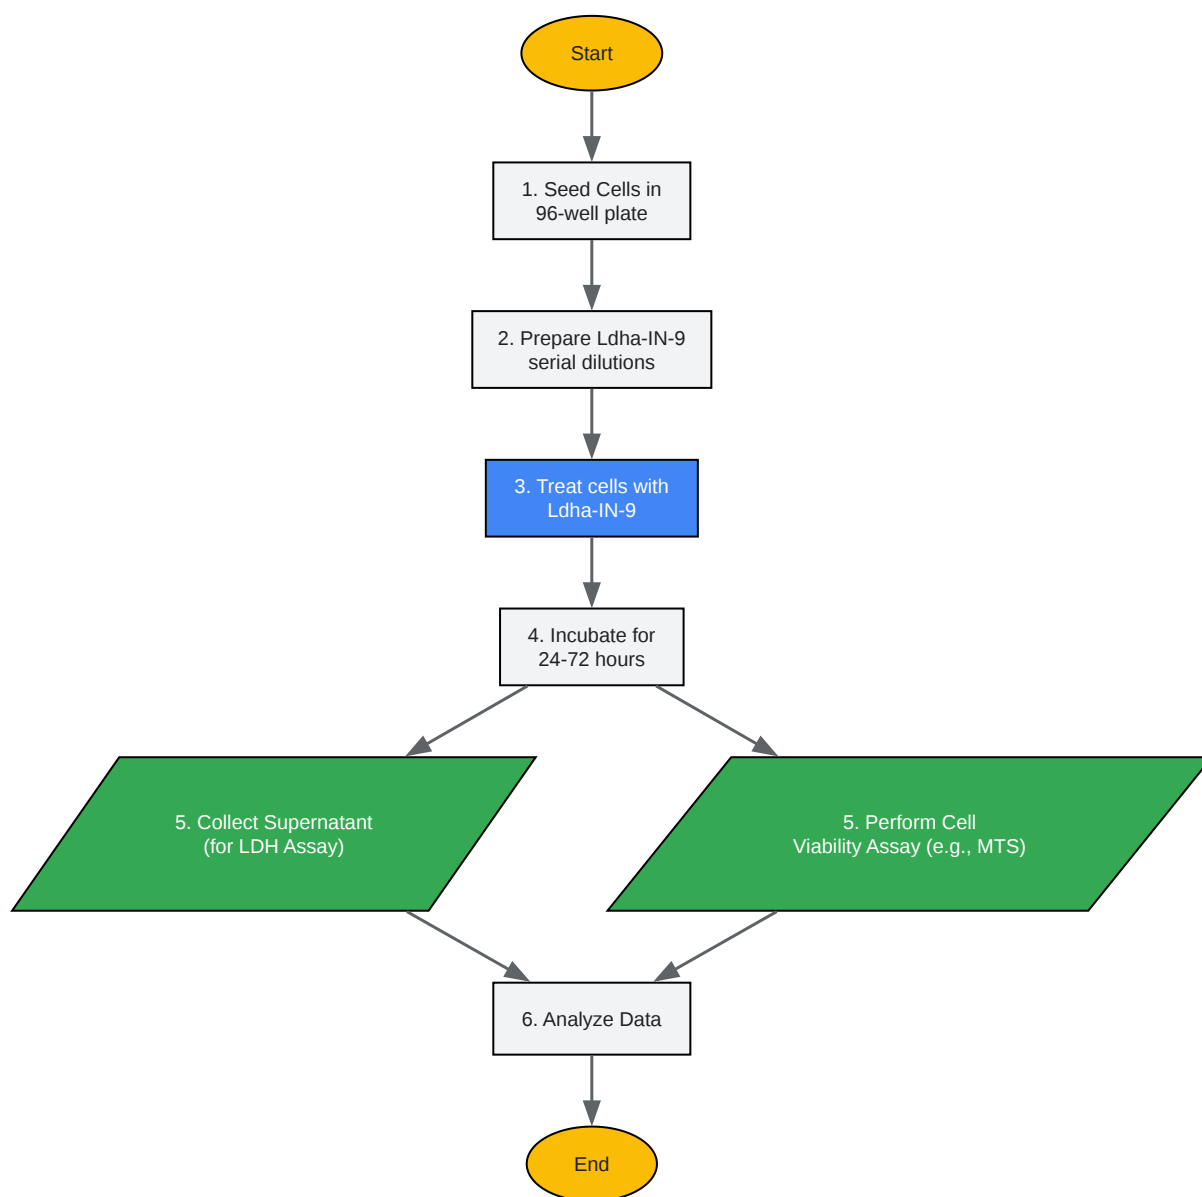 Start
1. Seed Cells in
96-well plate
2. Prepare Ldha-IN-9
serial dilutions
3. Treat cells with
Ldha-IN-9
4. Incubate for
24-72 hours
5. Collect Supernatant
(for LDH Assay)
5. Perform Cell
Viability Assay (e.g., MTS)
6. Analyze Data
End